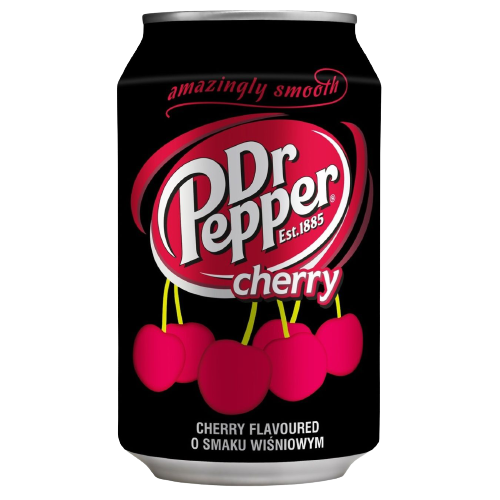 amazingly smooth
Dr
Pepper
Est.1885
cherry
CHERRY FLAVOURED
O SMAKU WIŚNIOWYM